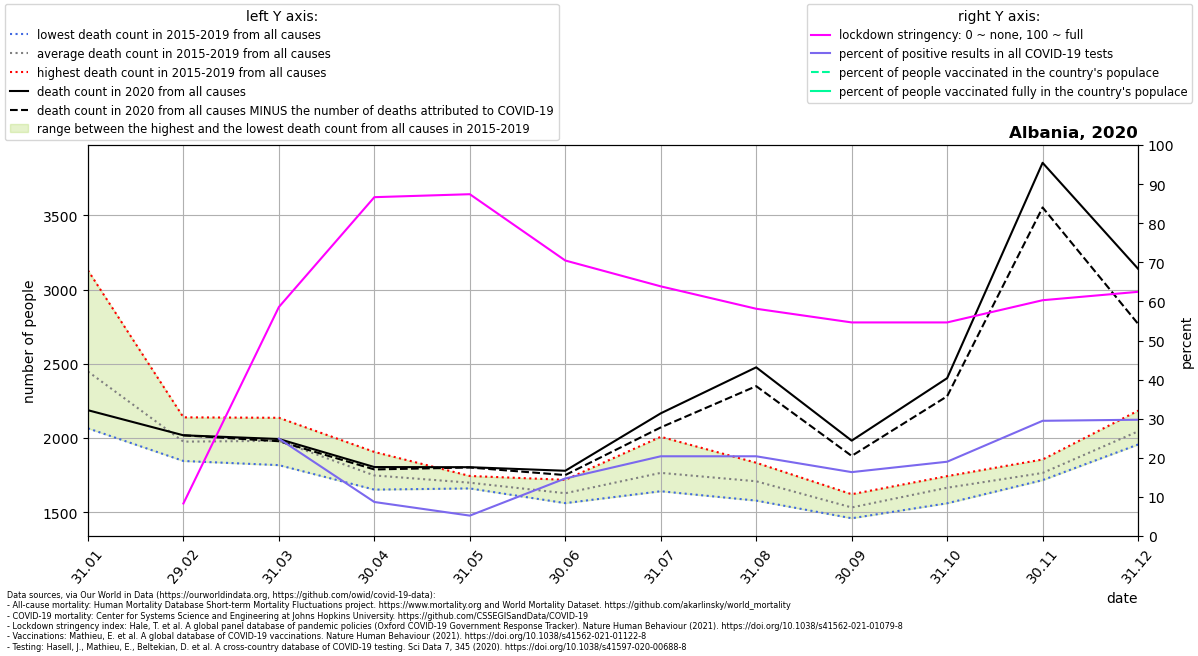 left Y axis:
lowest death count in 2015-2019 from all causes
average death count in 2015-2019 from all causes
highest death count in 2015-2019 from all causes
death count in 2020 from all causes
death count in 2020 from all causes MINUS the number of deaths attributed to COVID-19
range between the highest and the lowest death count from all causes in 2015-2019
right Y axis:
lockdown stringency: 0 ~ none, 100 ~ full
percent of positive results in all COVID-19 tests
percent of people vaccinated in the country's populace
percent of people vaccinated fully in the country's populace
Albania, 2020
number of people
3500
3000
2500
2000
1500
100
90
80
70
60
50
40
30
20
10
0
percent
31.01
29.02
31.03
30.04
31.05
30.06
31.07
31.08
30.09
31.10
30.11
31.12
date
Data sources, via Our World in Data (https://ourworldindata.org, https://github.com/owid/covid-19-data):
- All-cause mortality: Human Mortality Database Short-term Mortality Fluctuations project. https://www.mortality.org and World Mortality Dataset. https://github.com/akarlinsky/world_mortality
- COVID-19 mortality: Center for Systems Science and Engineering at Johns Hopkins University. https://github.com/CSSEGISandData/COVID-19
- Lockdown stringency index: Hale, T. et al. A global panel database of pandemic policies (Oxford COVID-19 Government Response Tracker). Nature Human Behaviour (2021). https://doi.org/10.1038/s41562-021-01079-8
- Vaccinations: Mathieu, E. et al. A global database of COVID-19 vaccinations. Nature Human Behaviour (2021). https://doi.org/10.1038/s41562-021-01122-8
- Testing: Hasell, J., Mathieu, E., Beltekian, D. et al. A cross-country database of COVID-19 testing. Sci Data 7, 345 (2020). https://doi.org/10.1038/s41597-020-00688-8